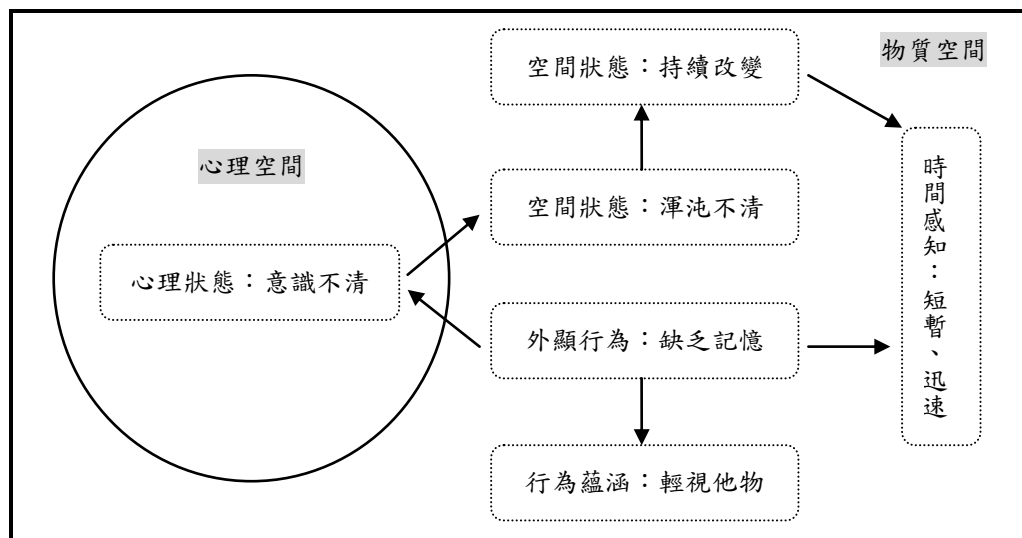 物質空間
空間狀態：持續改變
心理空間
空間狀態：渾沌不清
心理狀態：意識不清
外顯行為：缺乏記憶
行為蘊涵：輕視他物
時間感知：短暫、迅速